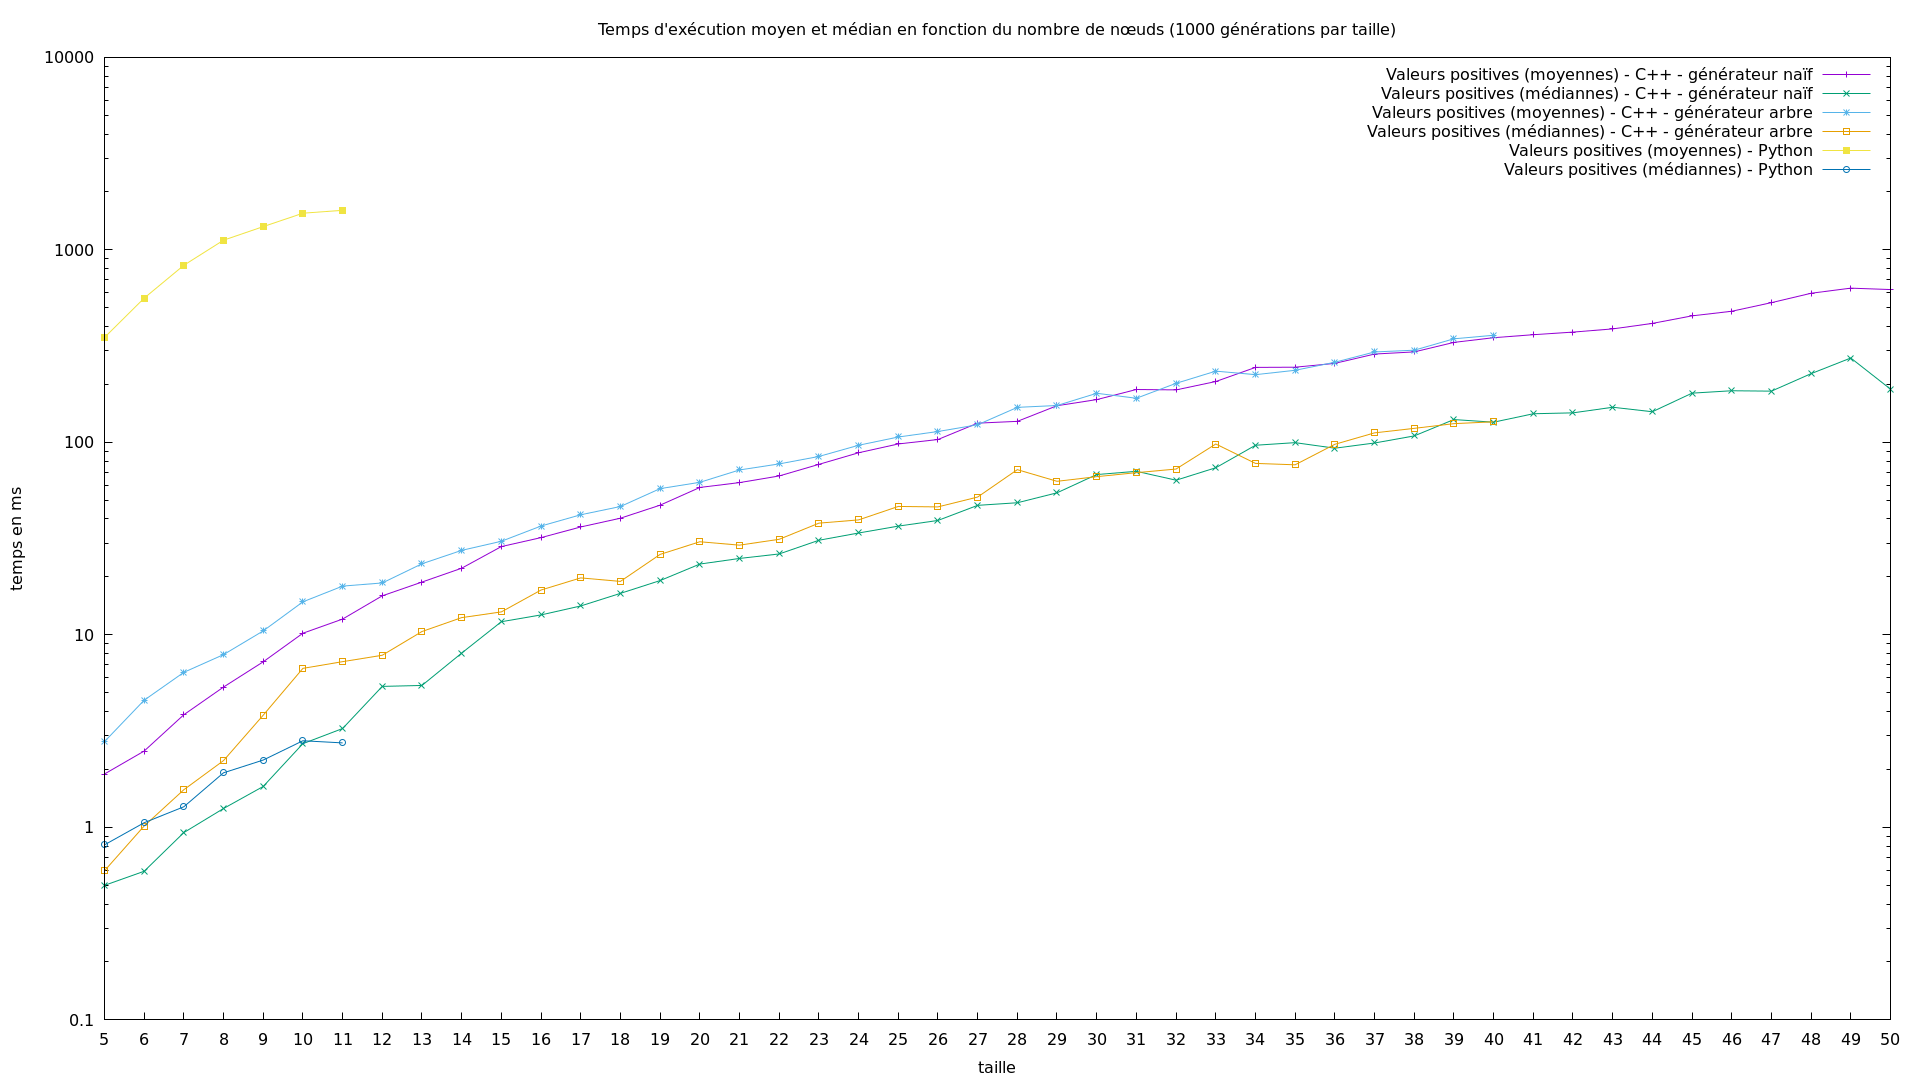 Temps d'exécution moyen et médian en fonction du nombre de nœuds (1000 générations par taille)
Valeurs positives (moyennes) - C++ - générateur naïf
Valeurs positives (médiannes) - C++ - générateur naïf
Valeurs positives (moyennes) - C++ - générateur arbre
Valeurs positives (médiannes) - C++ - générateur arbre
Valeurs positives (moyennes) - Python
Valeurs positives (médiannes) - Python
10000
1000
100
10
1
0.1
temps en ms
5 6 7 8 9 10 11 12 13 14 15 16 17 18 19 20 21 22 23 24 25 26 27 28 29 30 31 32 33 34 35 36 37 38 39 40 41 42 43 44 45 46 47 48 49 50
taille